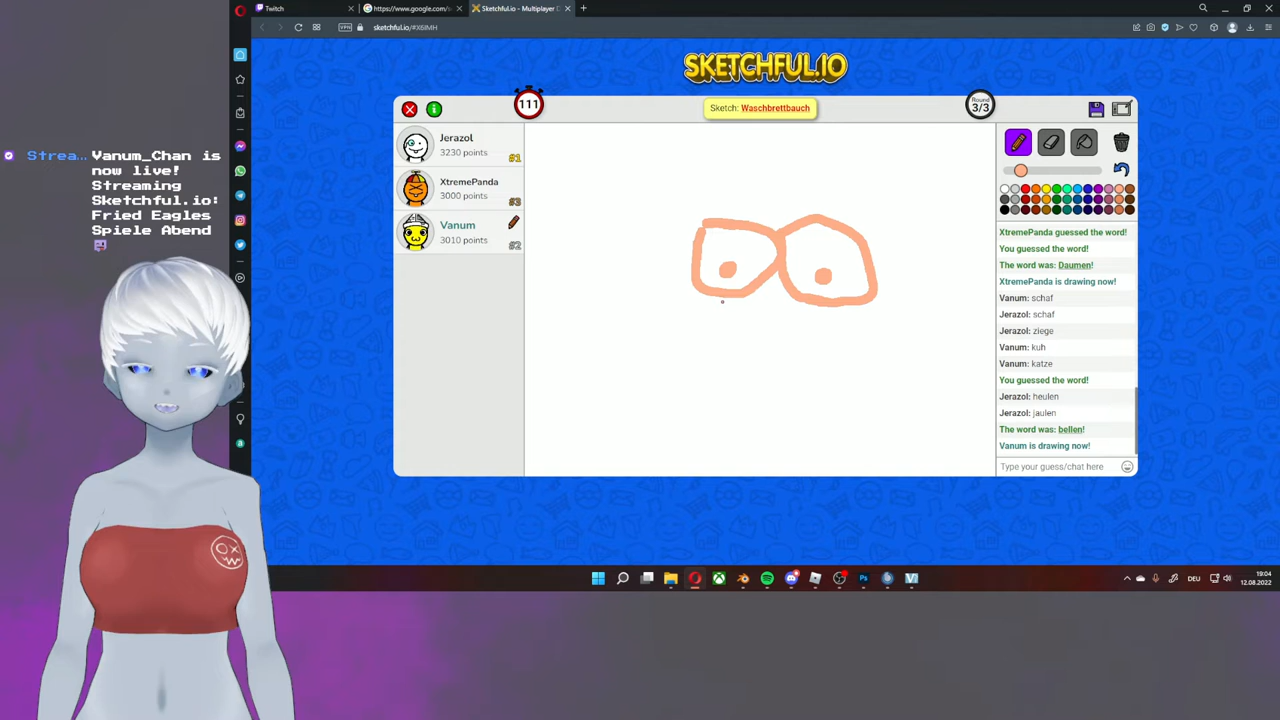 Twitch
https://www.google.com/
Sketchful.io - Multiplayer D
VPN
sketchful.io/#X6IMH
Strea... Vanum_Chan is
now live!
Streaming
Sketchful.io:
Fried Eagles
Spiele Abend
SKETCHFUL.IO
111
Sketch: Waschbrettbauch
Round
3/3
Jerazol
3230 points
#1
XtremePanda
3000 points
#3
Vanum
3010 points
#2
XtremePanda guessed the word!
You guessed the word!
The word was: Daumen!
XtremePanda is drawing now!
Vanum: schaf
Jerazol: schaf
Jerazol: ziege
Vanum: kuh
Vanum: katze
You guessed the word!
Jerazol: heulen
Jerazol: jaulen
The word was: bellen!
Vanum is drawing now!
Type your guess/chat here
DEU
19:04
12.08.2022